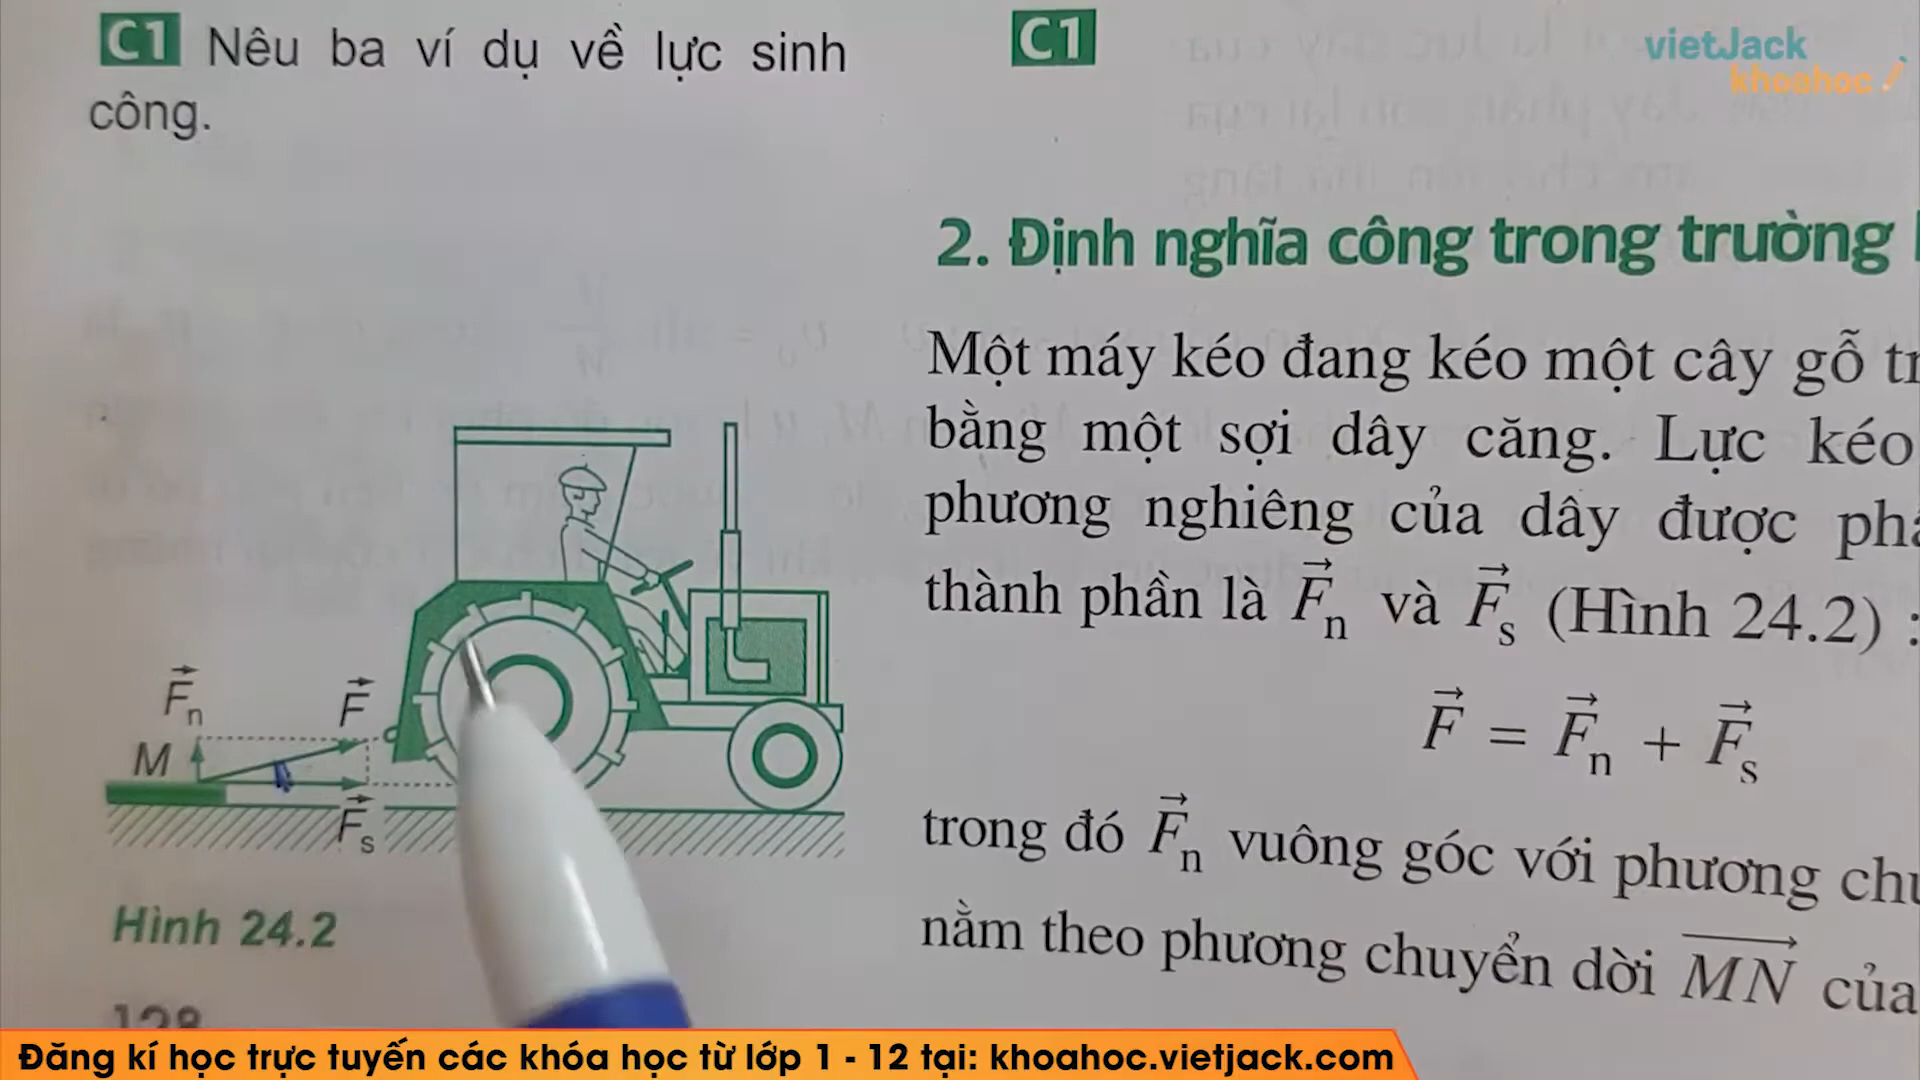 C1 Nêu ba ví dụ về lực sinh
công.
Hình 24.2
F n
F
M
F s
C1
2. Định nghĩa công trong trường
Một máy kéo đang kéo một cây gỗ
bằng một sợi dây căng. Lực kéo
phương nghiêng của dây được
thành phần là F⃗n và F⃗s (Hình 24.2) :
F⃗ = F⃗n + F⃗s
trong đó F⃗n vuông góc với phương
nằm theo phương chuyển dời MN của
vietJack
khoahoc
Đăng kí học trực tuyến các khóa học từ lớp 1 - 12 tại: khoahoc.vietjack.com